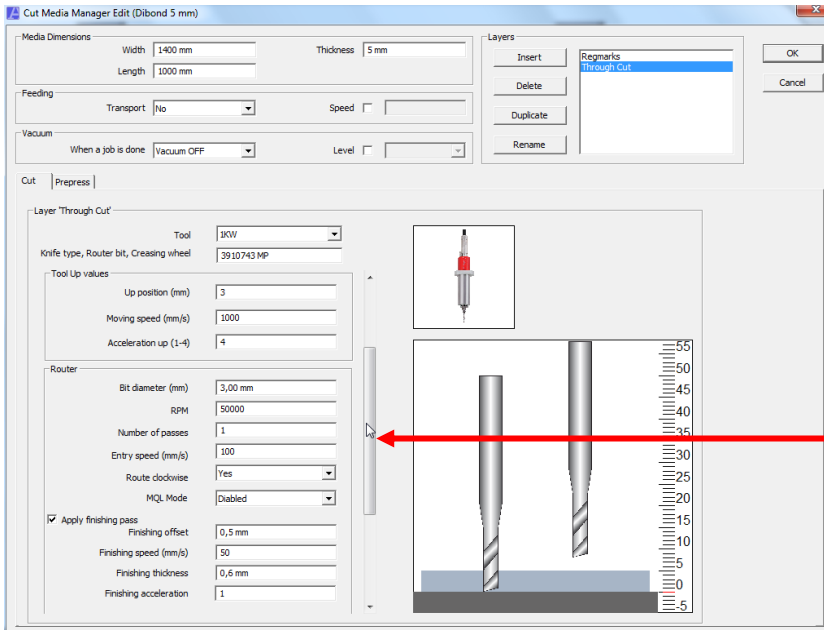 Cut Media Manager Edit (Dibond 5 mm)
Media Dimensions
Width 1400 mm Thickness 5 mm
Length 1000 mm
Feeding
Transport No Speed
Vacuum
When a job is done Vacuum OFF Level
Layers
Insert
Delete
Duplicate
Rename
Regmarks
Through Cut
OK
Cancel
Cut Prepress
Layer 'Through Cut'
Tool 1KW
Knife type, Router bit, Creasing wheel 3910743 MP
Tool Up values
Up position (mm) 3
Moving speed (mm/s) 1000
Acceleration up (1-4) 4
Router
Bit diameter (mm) 3,00 mm
RPM 50000
Number of passes 1
Entry speed (mm/s) 100
Route clockwise Yes
MQL Mode Diabled
Apply finishing pass
Finishing offset 0,5 mm
Finishing speed (mm/s) 50
Finishing thickness 0,6 mm
Finishing acceleration 1
55
50
45
40
35
30
25
20
15
10
5
0
-5